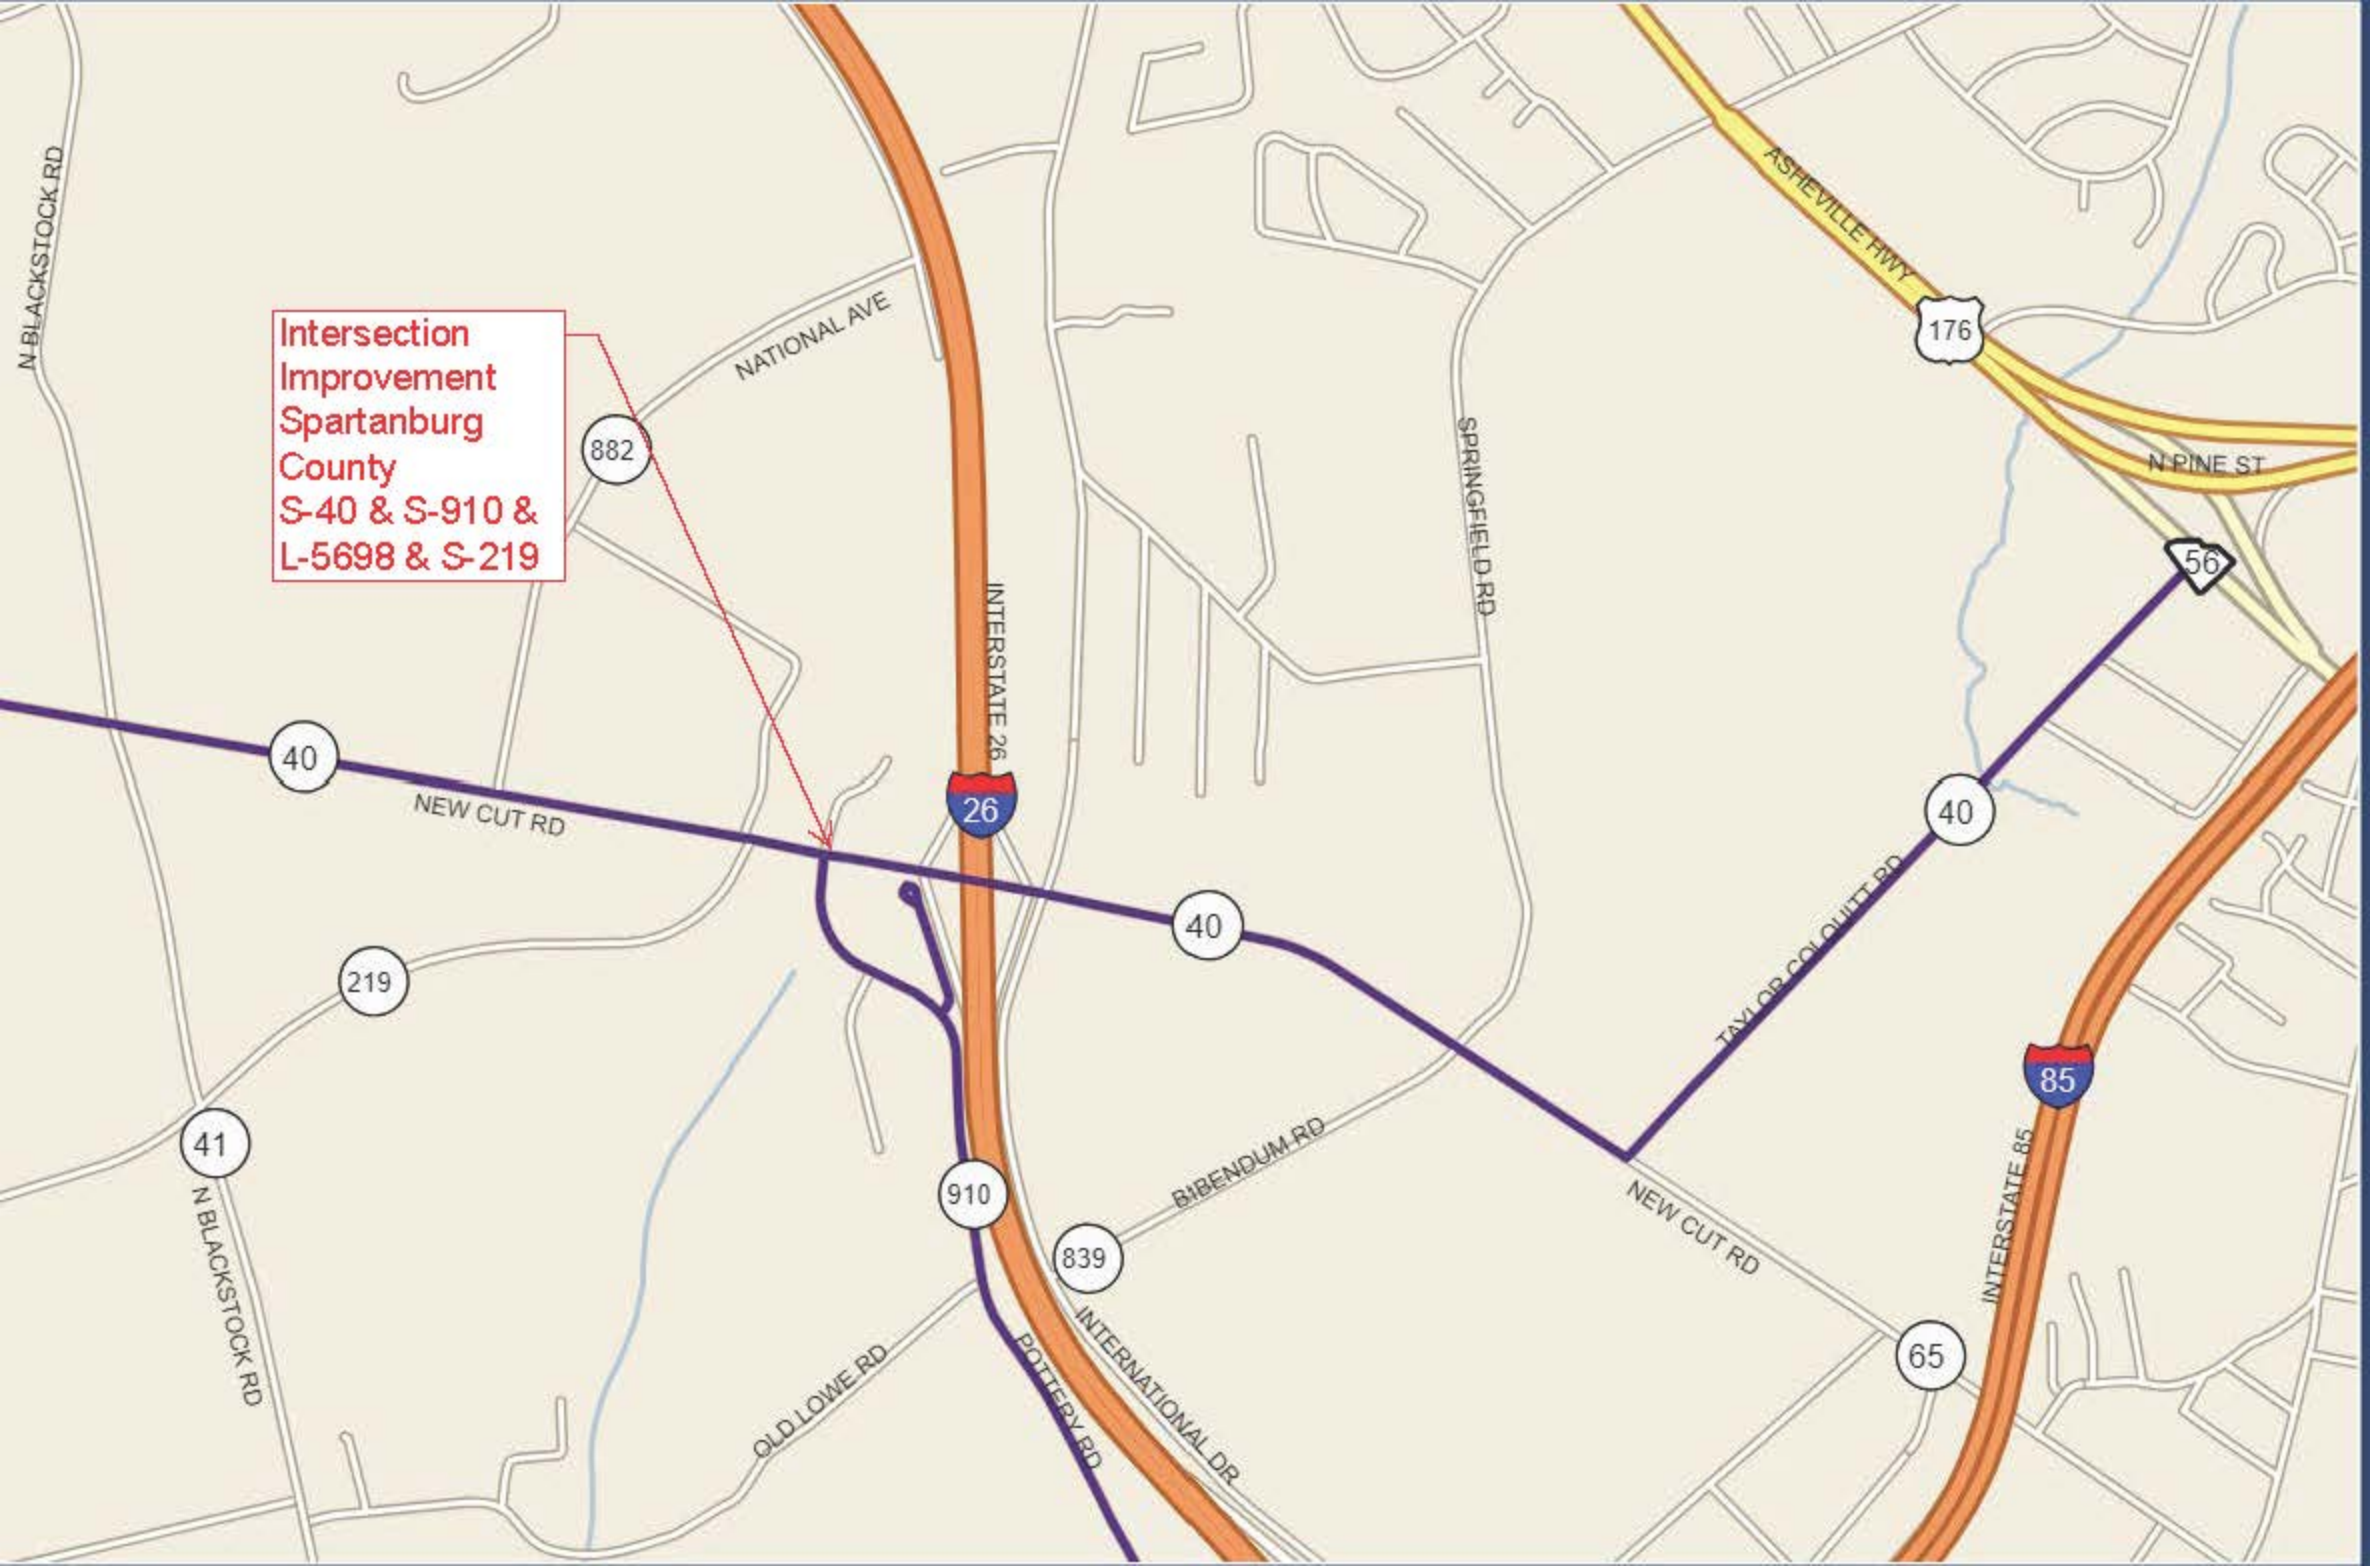 ASHEVILLE HWY
N BLACKSTOCK RD
176
NATIONAL AVE
Intersection
Improvement
Spartanburg
County
S-40 & S-910 &
L-5698 & S-219
882
SPRINGFIELD RD
N PINE ST
56
INTERSTATE 26
40
NEW CUT RD
26
40
40
TAYLOR COLQUITT RD
219
85
41
910
BIBENDUM RD
839
N BLACKSTOCK RD
NEW CUT RD
INTERSTATE 85
OLD LOWE RD
POTTERY RD
INTERNATIONAL DR
65